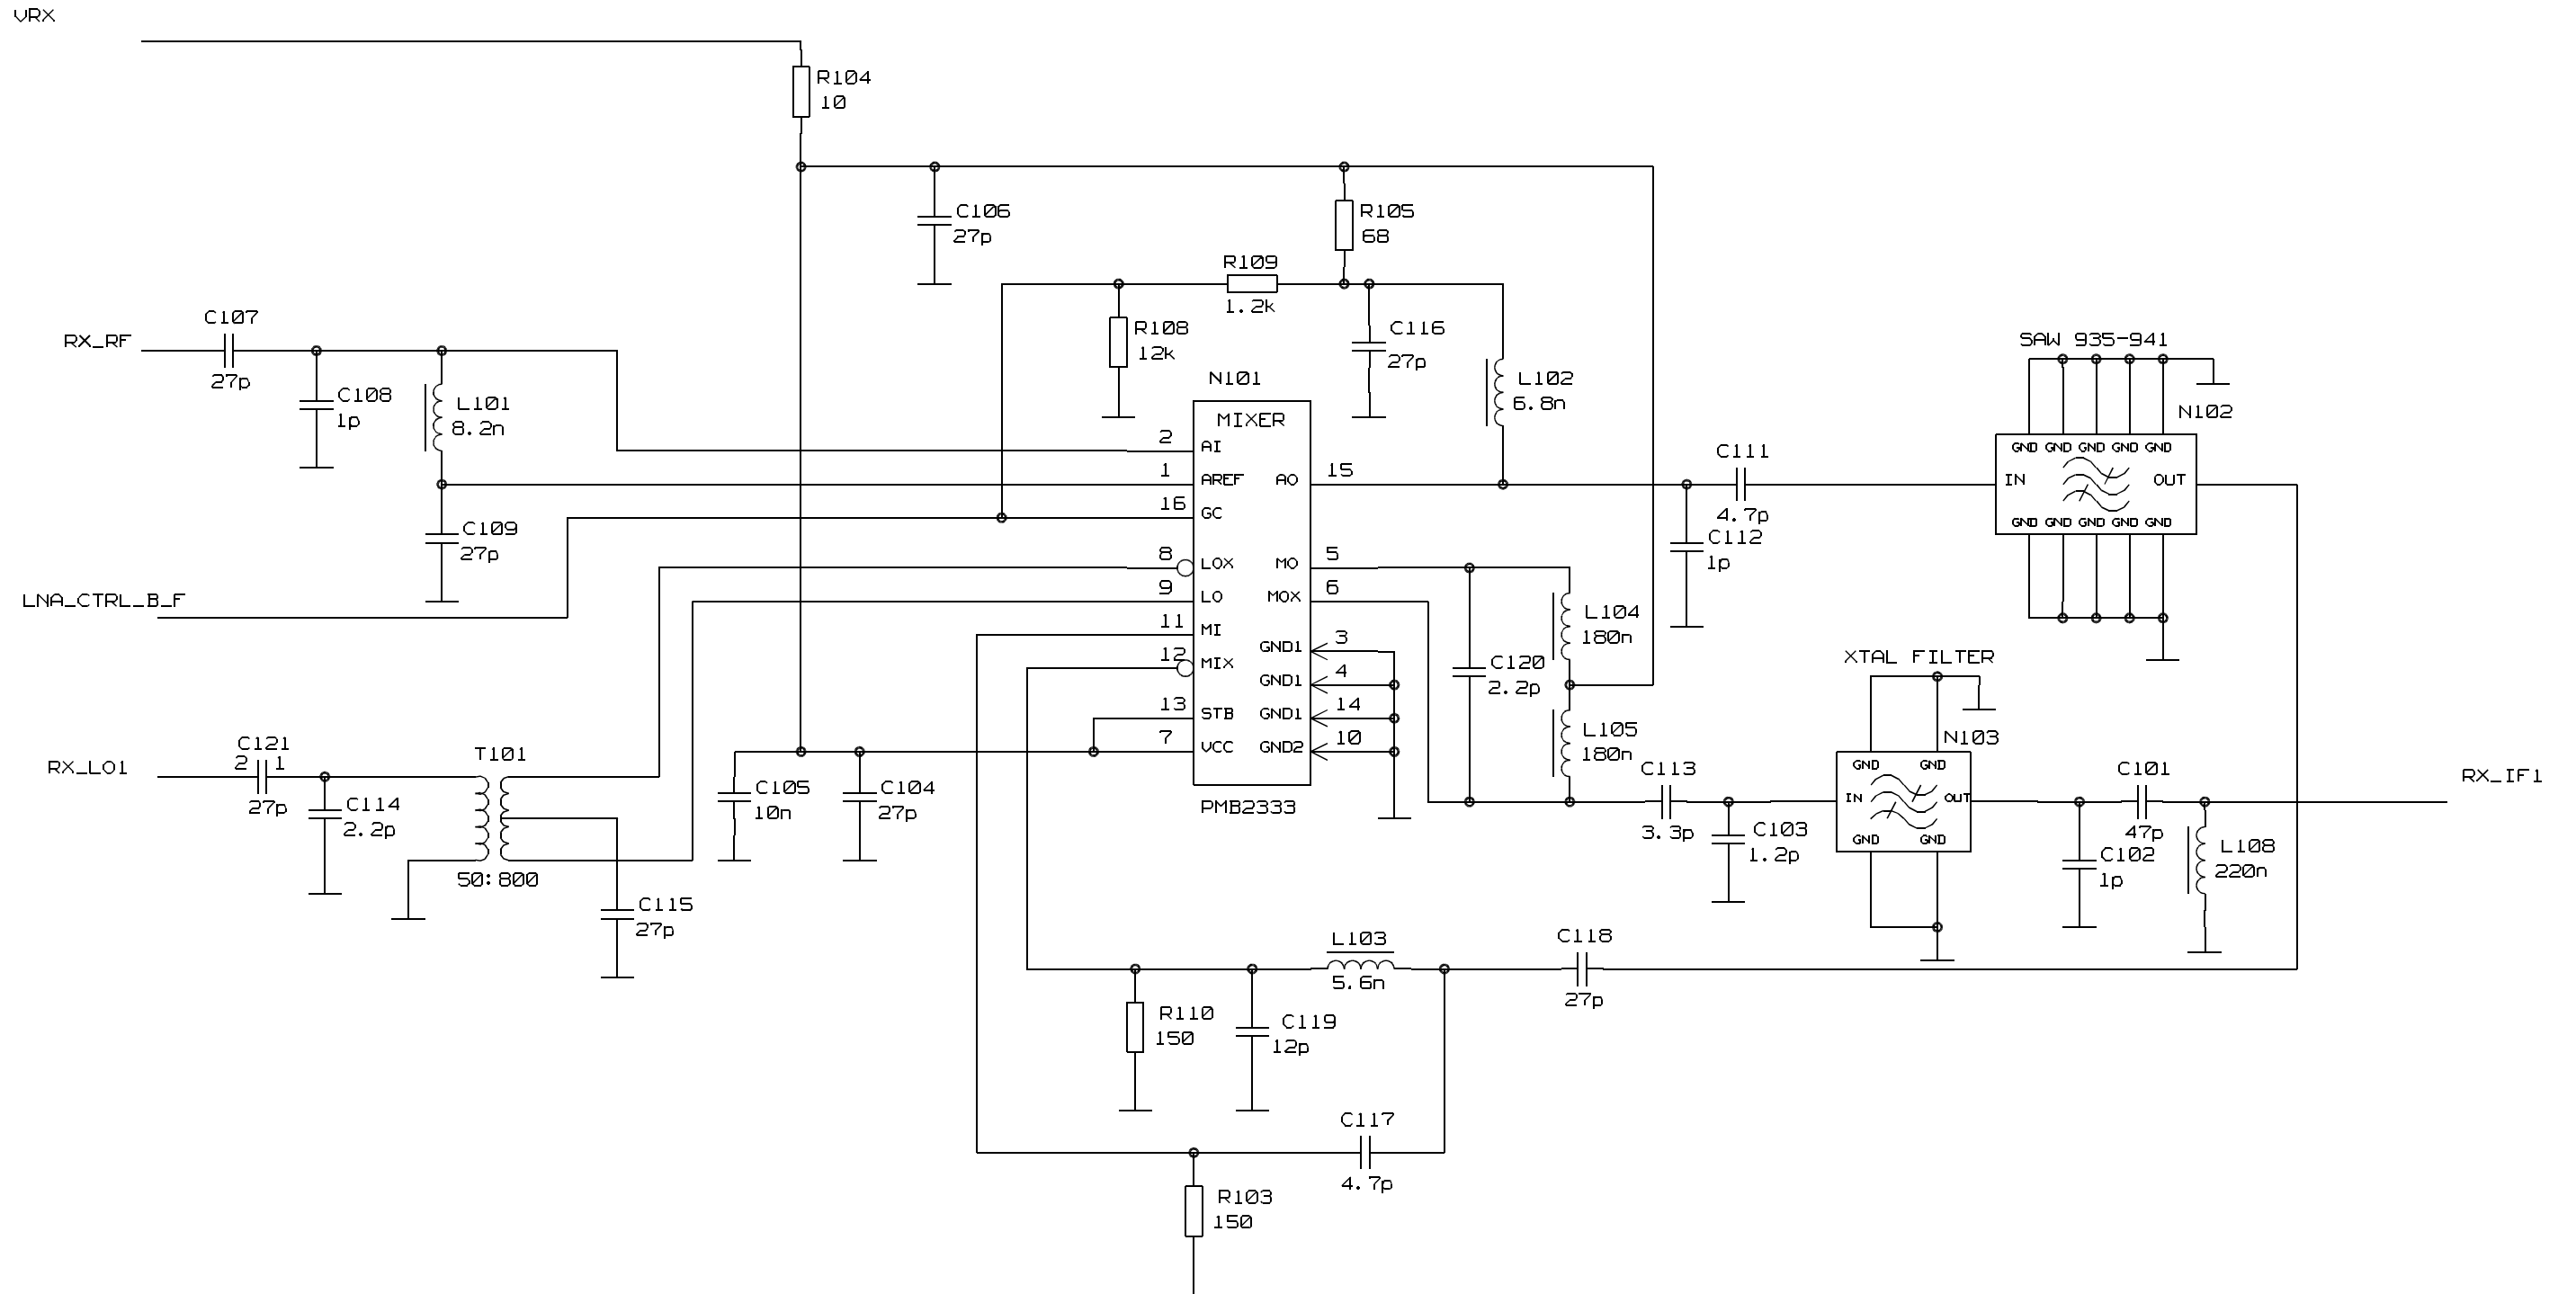 VRX
R104
10
C106
27p
R105
68
R109
1.2k
C107
RX_RF
27p
C108
1p
R108
12k
C116
27p
SAW 935-941
N101
L102
6.8n
L101
8.2n
N102
MIXER
2 AI
1 AREF
AO 15
16 GC
C111
4.7p
GND GND GND GND GND
IN OUT
GND GND GND GND GND
C109
27p
C112
1p
8 LOX
MO 5
9 LO
MOX 6
LNA_CTRL_B_F
11 MI
12 MIX
GND1 3
GND1 4
13 STB
GND1 14
7 VCC
GND2 10
PMB2333
L104
180n
C120
2.2p
L105
180n
XTAL FILTER
N103
GND GND
IN OUT
GND GND
C121
2 1
RX_LO1
27p
C114
2.2p
T101
50:800
C105
10n
C104
27p
C113
3.3p
C103
1.2p
C101
47p
RX_IF1
C102
1p
L108
220n
C115
27p
L103
5.6n
C118
27p
R110
150
C119
12p
C117
4.7p
R103
150